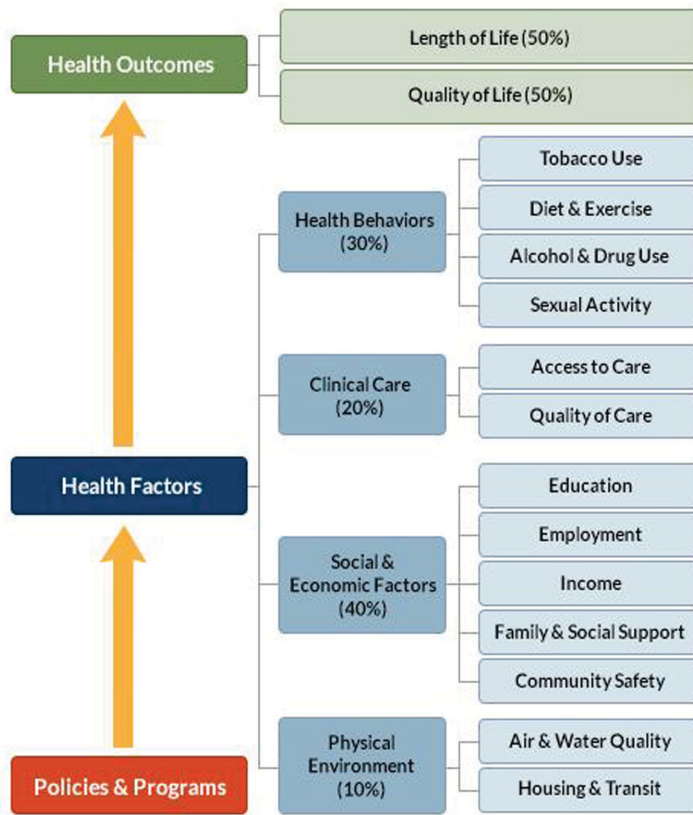 Health Outcomes
Length of Life (50%)
Quality of Life (50%)
Health Factors
Health Behaviors
(30%)
Tobacco Use
Diet & Exercise
Alcohol & Drug Use
Sexual Activity
Clinical Care
(20%)
Access to Care
Quality of Care
Social &
Economic Factors
(40%)
Education
Employment
Income
Family & Social Support
Community Safety
Physical
Environment
(10%)
Air & Water Quality
Housing & Transit
Policies & Programs